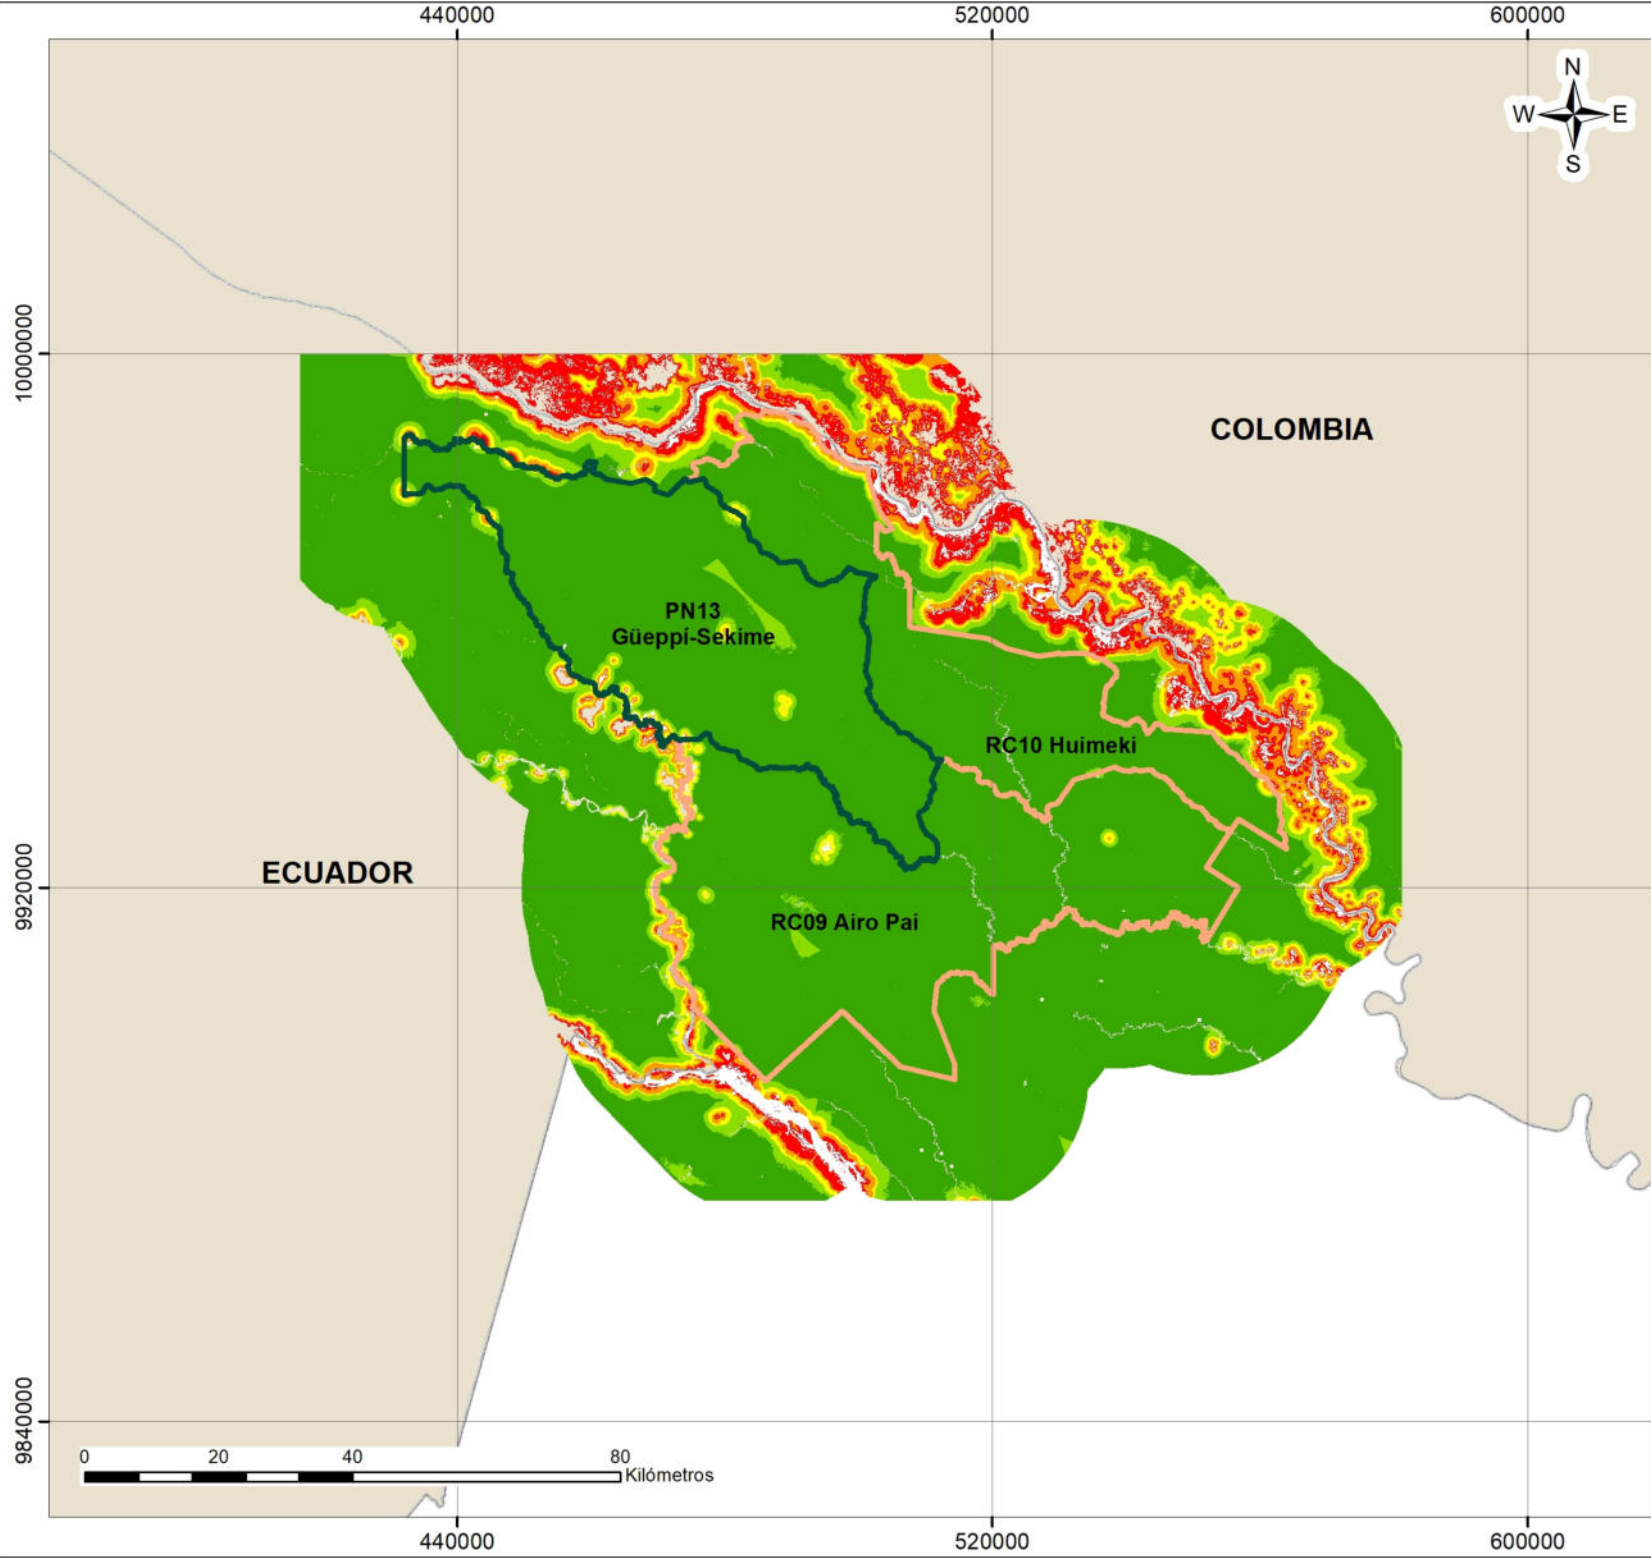 440000
520000
600000
N
W
E
S
10000000
COLOMBIA
PN13
Güeppí-Sekime
RC10 Huimeki
ECUADOR
9920000
RC09 Airo Pai
9840000
0
20
40
80
Kilómetros
440000
520000
600000